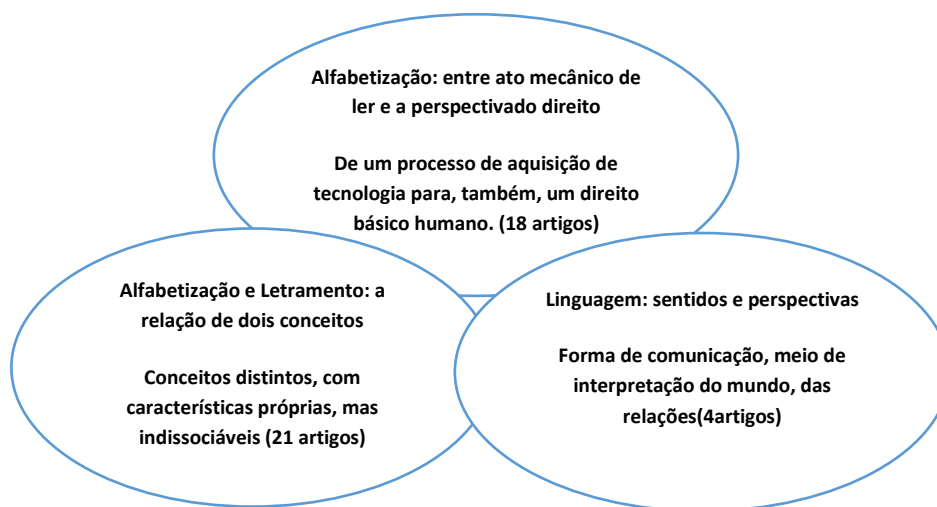 Alfabetização: entre ato mecânico de
ler e a perspectivado direito
De um processo de aquisição de
tecnologia para, também, um direito
básico humano. (18 artigos)
Alfabetização e Letramento: a
relação de dois conceitos
Conceitos distintos, com
características próprias, mas
indissociáveis (21 artigos)
Linguagem: sentidos e perspectivas
Forma de comunicação, meio de
interpretação do mundo, das
relações(4artigos)